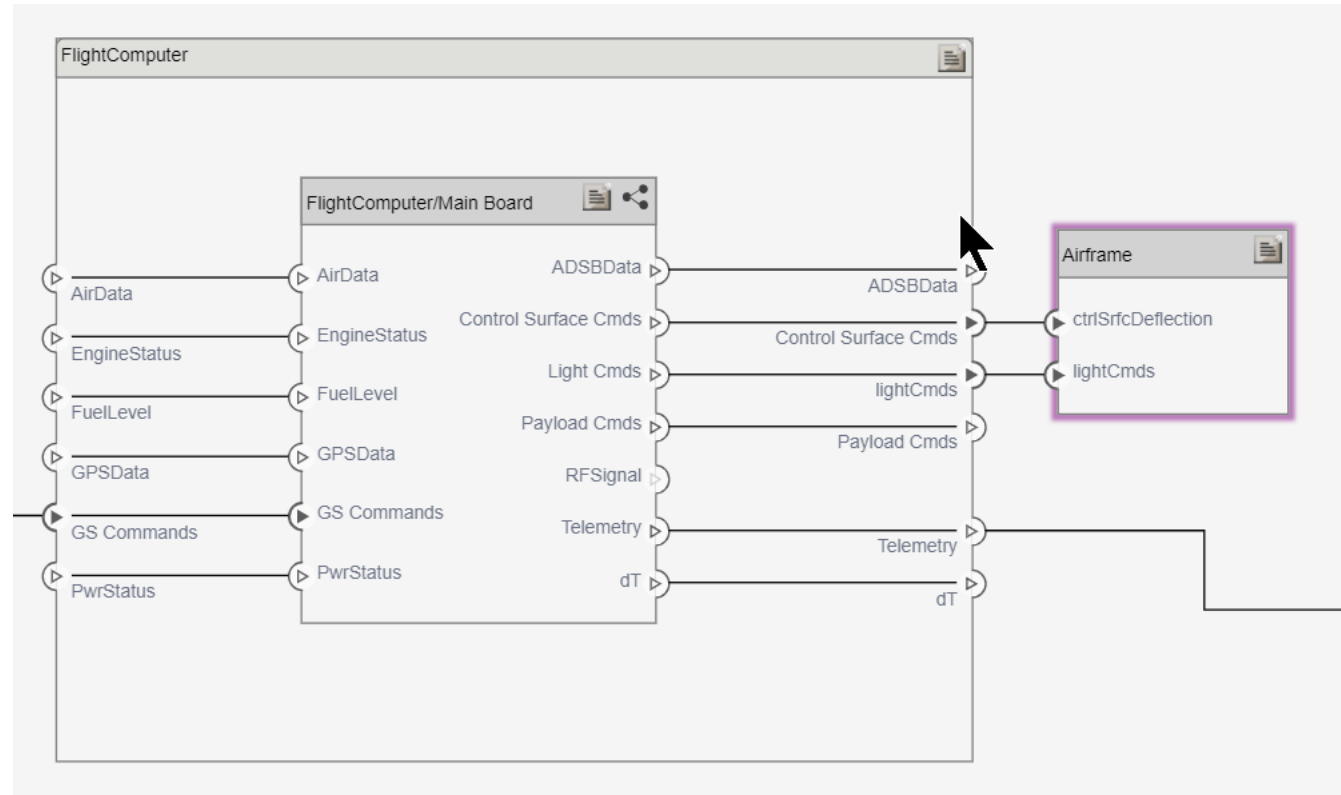 FlightComputer
FlightComputer/Main Board
Airframe
AirData
AirData
ADSBData
ADSBData
EngineStatus
EngineStatus
Control Surface Cmds
Control Surface Cmds
ctrlSrfcDeflection
FuelLevel
FuelLevel
Light Cmds
lightCmds
lightCmds
GPSData
GPSData
Payload Cmds
Payload Cmds
RFSignal
GS Commands
GS Commands
Telemetry
Telemetry
PwrStatus
PwrStatus
dT
dT